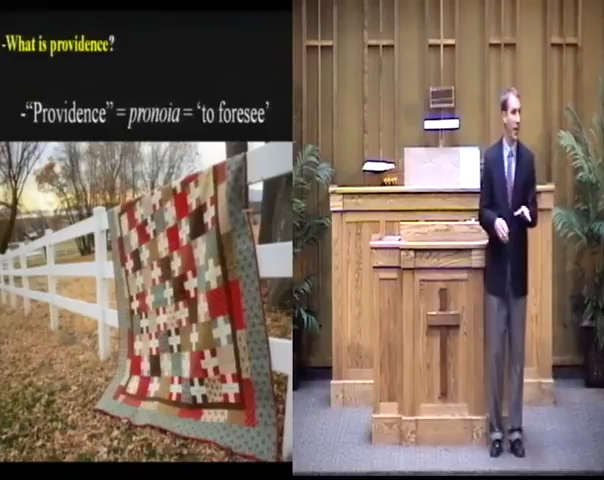 -What is providence?
-“Providence” = pronoia = ‘to foresee’